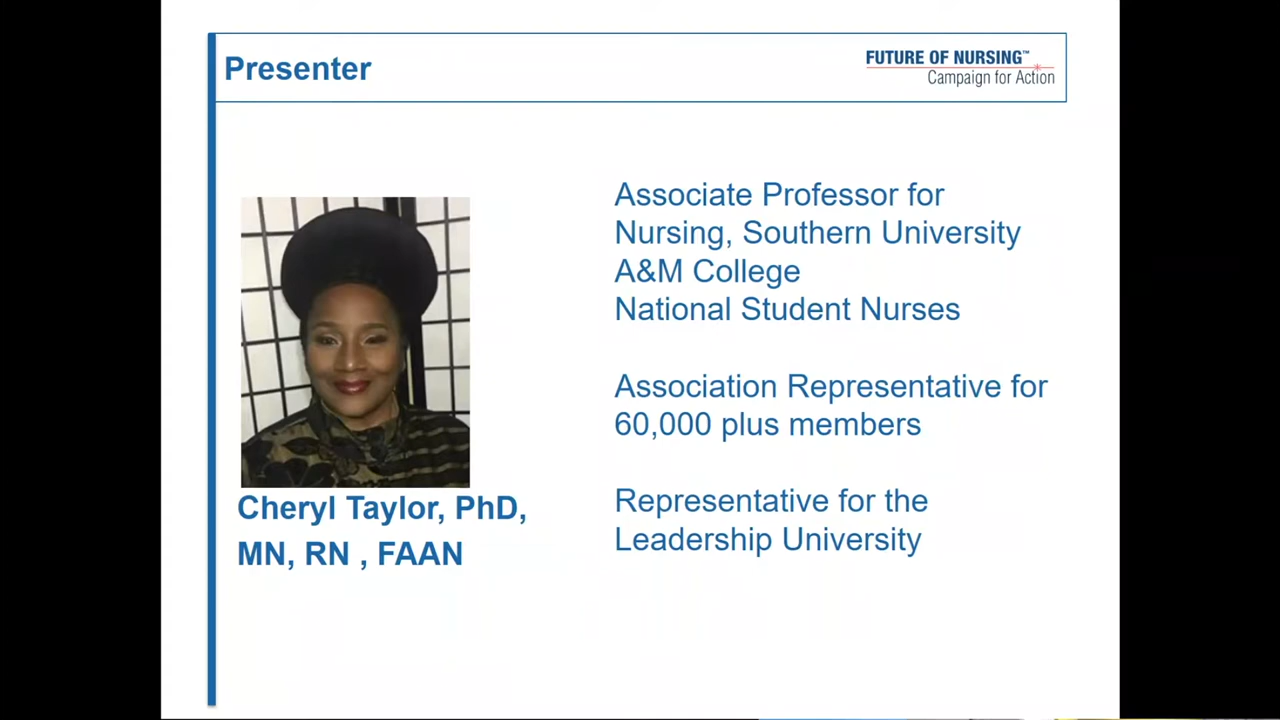 Presenter
FUTURE OF NURSING™
Campaign for Action
Associate Professor for
Nursing, Southern University
A&M College
National Student Nurses
Association Representative for
60,000 plus members
Representative for the
Leadership University
Cheryl Taylor, PhD,
MN, RN , FAAN